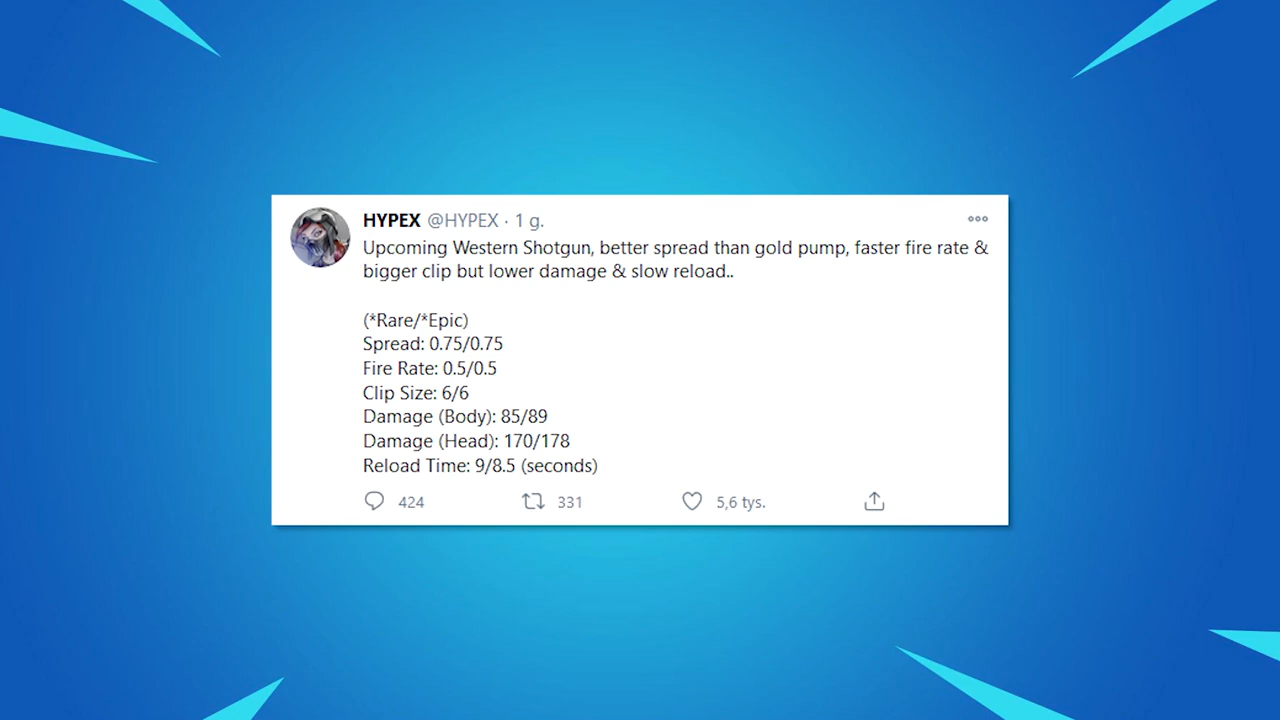 HYPEX @HYPEX · 1 g.
Upcoming Western Shotgun, better spread than gold pump, faster fire rate &
bigger clip but lower damage & slow reload..
(*Rare/*Epic)
Spread: 0.75/0.75
Fire Rate: 0.5/0.5
Clip Size: 6/6
Damage (Body): 85/89
Damage (Head): 170/178
Reload Time: 9/8.5 (seconds)
424 331 5,6 tys.